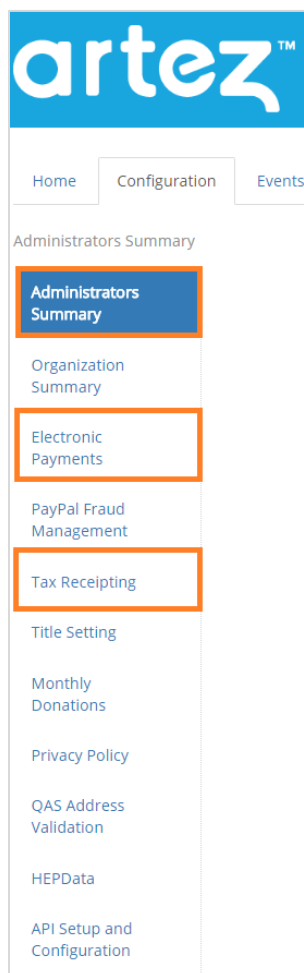 artez™
Home Configuration Events
Administrators Summary
Administrators
Summary
Organization
Summary
Electronic
Payments
PayPal Fraud
Management
Tax Receipting
Title Setting
Monthly
Donations
Privacy Policy
QAS Address
Validation
HEPData
API Setup and
Configuration